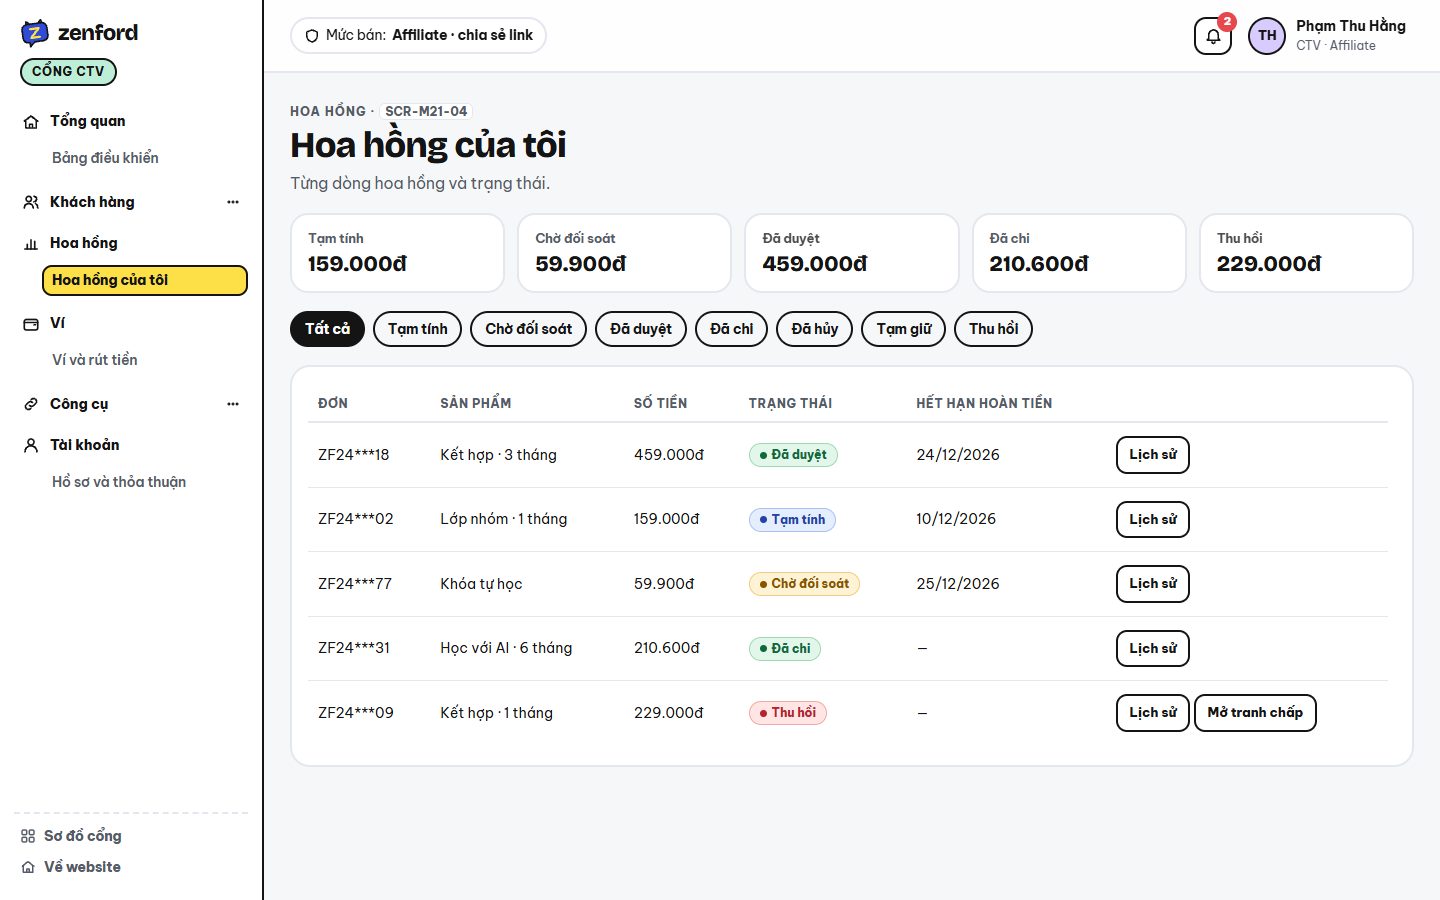 zenford
CỔNG CTV
Tổng quan
Bảng điều khiển
Khách hàng
Hoa hồng
Hoa hồng của tôi
Ví
Ví và rút tiền
Công cụ
Tài khoản
Hồ sơ và thỏa thuận
Sơ đồ cổng
Về website
Mức bán: Affiliate · chia sẻ link
2
TH
Phạm Thu Hằng
CTV · Affiliate
HOA HỒNG · SCR-M21-04
Hoa hồng của tôi
Từng dòng hoa hồng và trạng thái.
Tạm tính
159.000đ
Chờ đối soát
59.900đ
Đã duyệt
459.000đ
Đã chi
210.600đ
Thu hồi
229.000đ
Tất cả Tạm tính Chờ đối soát Đã duyệt Đã chi Đã hủy Tạm giữ Thu hồi
ĐƠN SẢN PHẨM SỐ TIỀN TRẠNG THÁI HẾT HẠN HOÀN TIỀN
ZF24***18 Kết hợp · 3 tháng 459.000đ Đã duyệt 24/12/2026 Lịch sử
ZF24***02 Lớp nhóm · 1 tháng 159.000đ Tạm tính 10/12/2026 Lịch sử
ZF24***77 Khóa tự học 59.900đ Chờ đối soát 25/12/2026 Lịch sử
ZF24***31 Học với AI · 6 tháng 210.600đ Đã chi — Lịch sử
ZF24***09 Kết hợp · 1 tháng 229.000đ Thu hồi — Lịch sử Mở tranh chấp